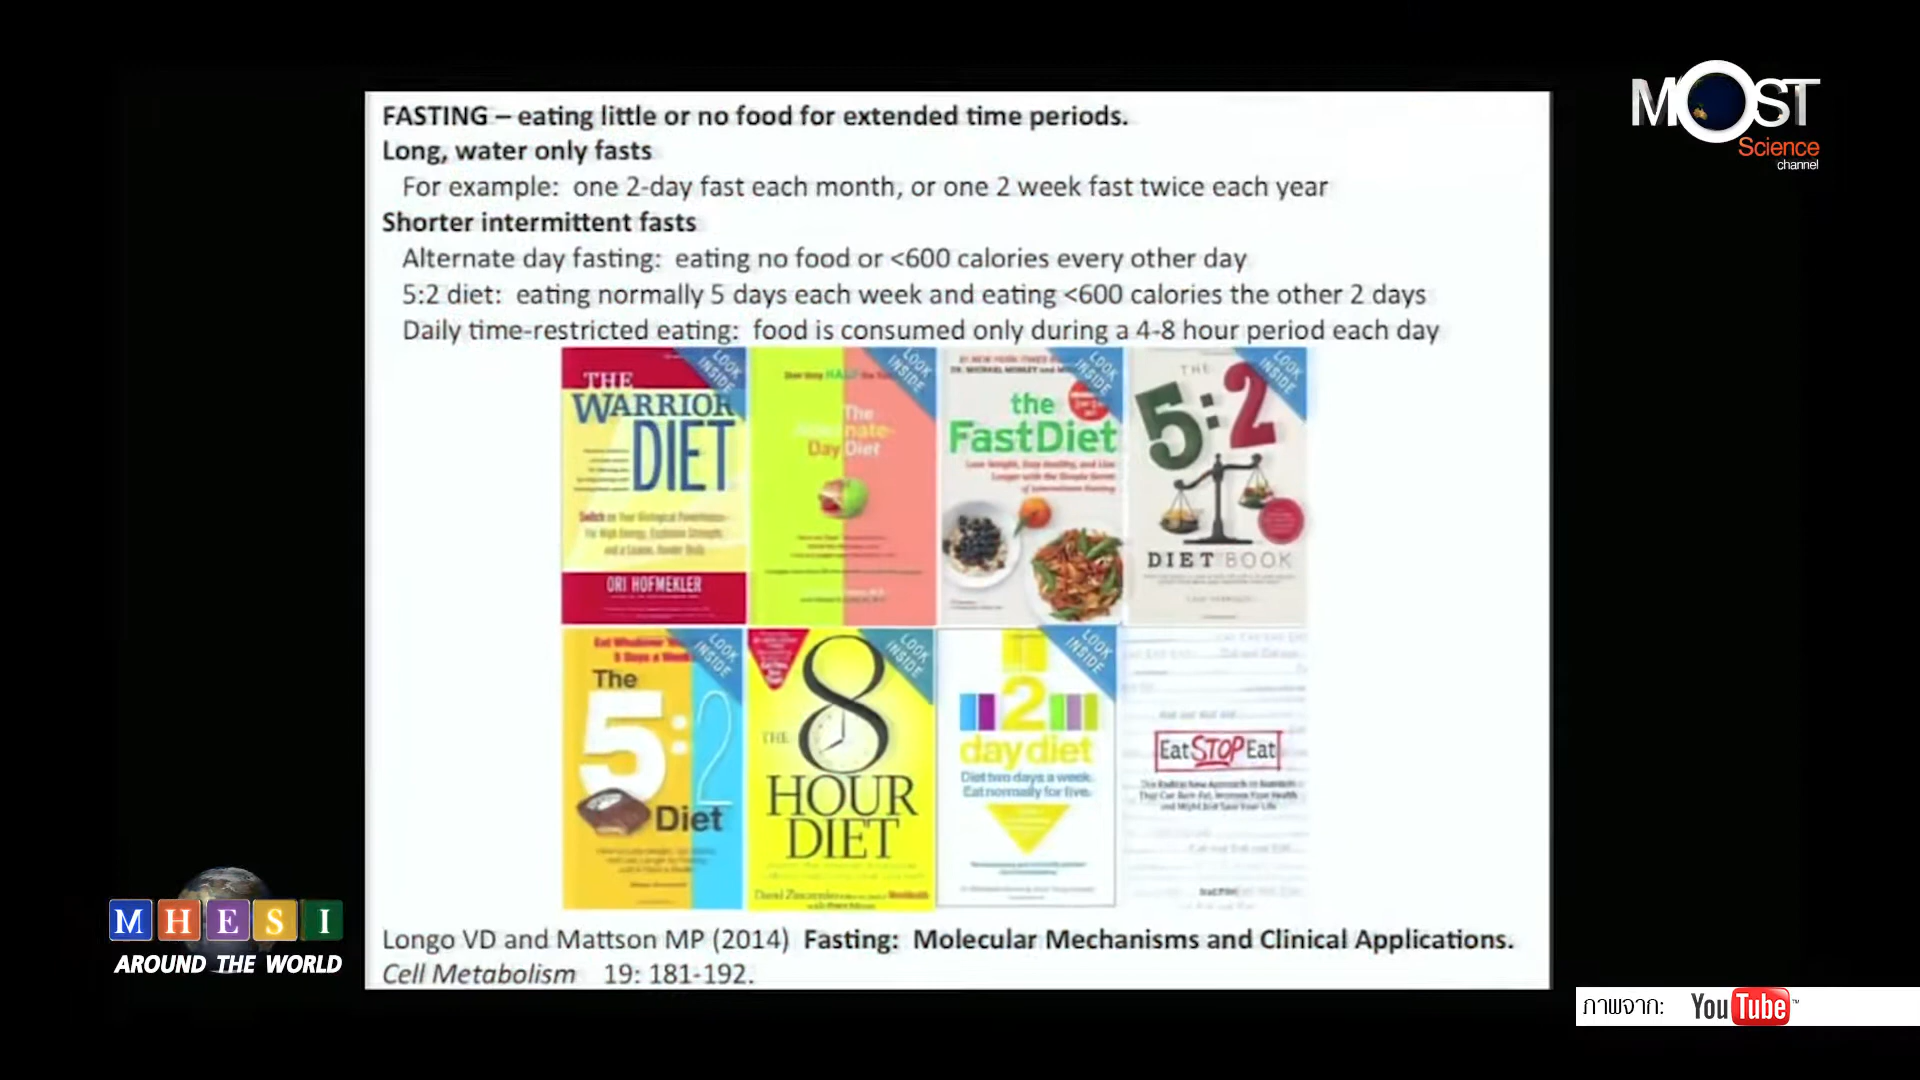 MOST
Science
channel
FASTING – eating little or no food for extended time periods.
Long, water only fasts
For example: one 2-day fast each month, or one 2 week fast twice each year
Shorter intermittent fasts
Alternate day fasting: eating no food or <600 calories every other day
5:2 diet: eating normally 5 days each week and eating <600 calories the other 2 days
Daily time-restricted eating: food is consumed only during a 4-8 hour period each day
LOOK INSIDE
THE
WARRIOR
DIET
ORI HOFMEKLER
LOOK INSIDE
The
Day Diet
LOOK INSIDE
the
FastDiet
LOOK INSIDE
THE
5:2
DIET BOOK
LOOK INSIDE
The
5:2
Diet
LOOK INSIDE
THE
8
HOUR
DIET
LOOK INSIDE
2
day diet
Diet two days a week.
Eat normally for five.
Eat STOP Eat
Longo VD and Mattson MP (2014) Fasting: Molecular Mechanisms and Clinical Applications.
Cell Metabolism 19: 181-192.
MHESI
AROUND THE WORLD
ภาพจาก: YouTube